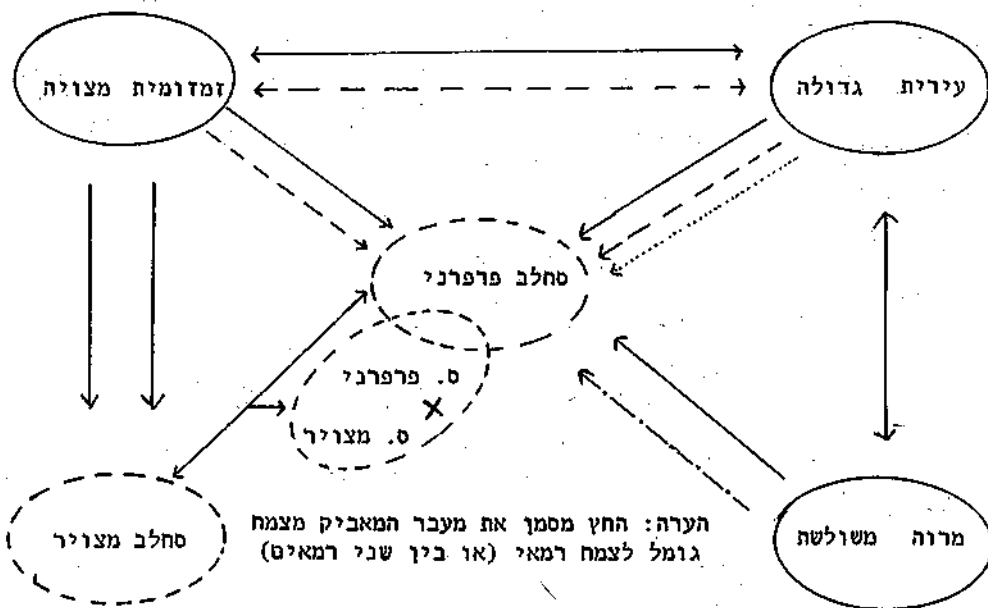 זמזומית מצויה
עירית גדולה
סחלב פרפרני
ס. פרפרני
X
ס. מצויר
סחלב מצויר
מרוה משולשת
הערה: החץ מסמן את מעבר המאביק מצמח
גומל לצמח רמאי (או בין שני רמאים)